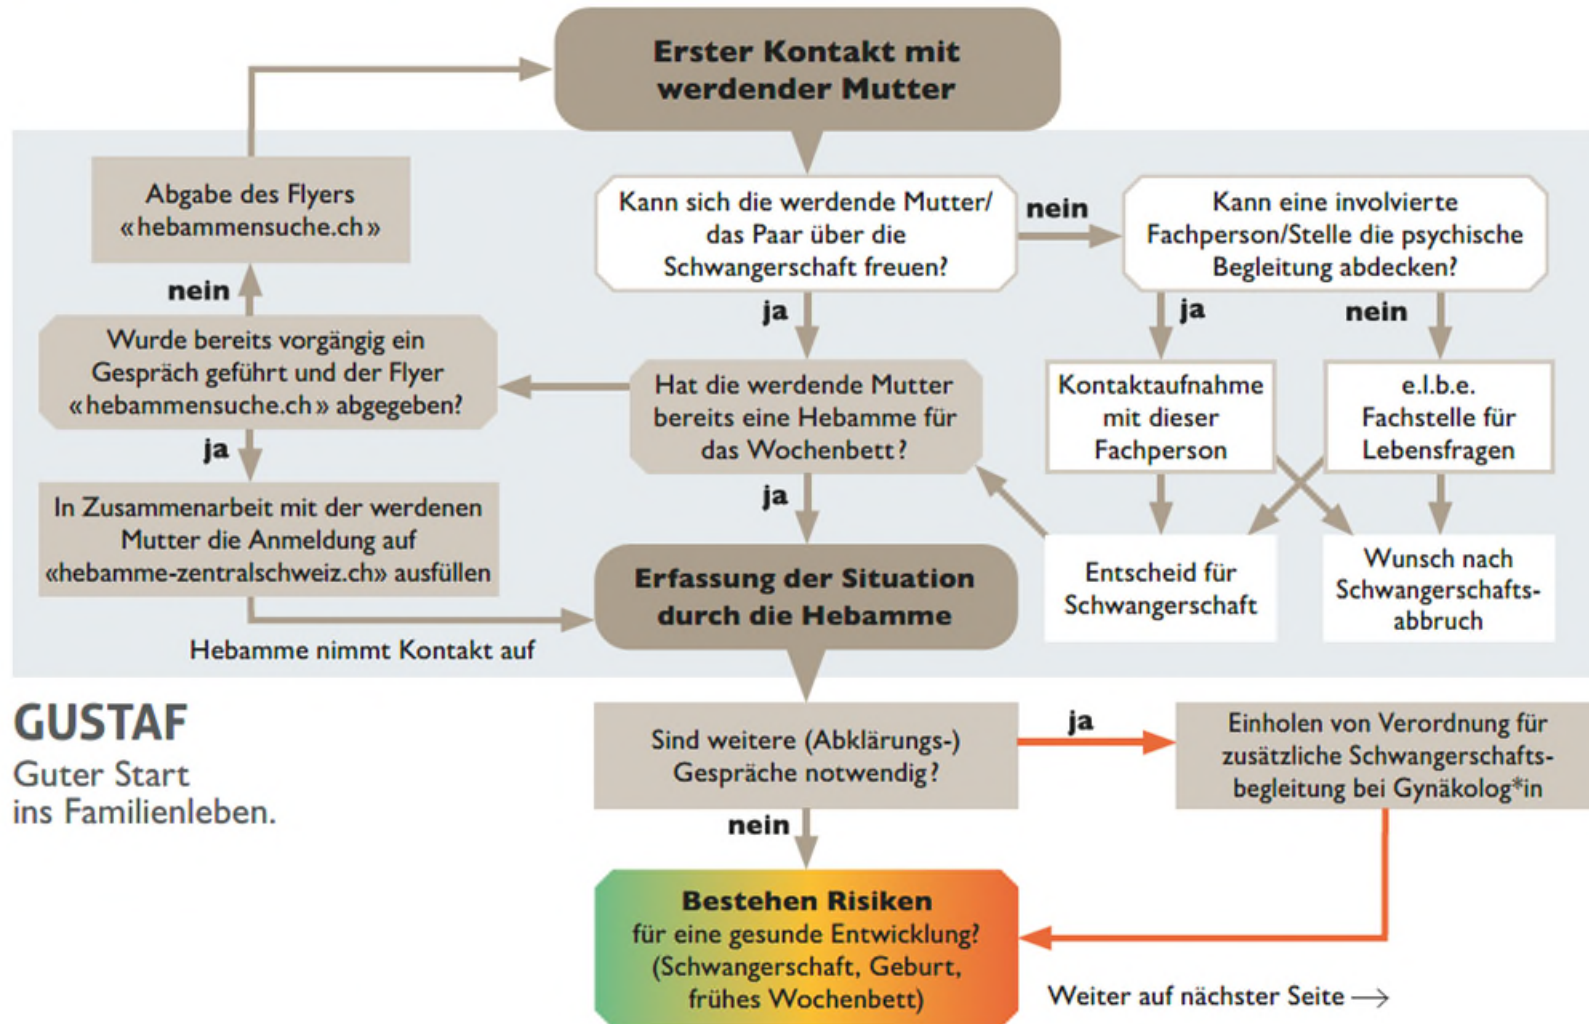 Erster Kontakt mit
werdender Mutter
Abgabe des Flyers
«hebammensuche.ch»
Kann sich die werdende Mutter/
das Paar über die
Schwangerschaft freuen?
nein
Kann eine involvierte
Fachperson/Stelle die psychische
Begleitung abdecken?
nein
ja
ja
nein
Wurde bereits vorgängig ein
Gespräch geführt und der Flyer
«hebammensuche.ch» abgegeben?
Hat die werdende Mutter
bereits eine Hebamme für
das Wochenbett?
Kontaktaufnahme
mit dieser
Fachperson
e.l.b.e.
Fachstelle für
Lebensfragen
ja
ja
In Zusammenarbeit mit der werdenen
Mutter die Anmeldung auf
«hebamme-zentralschweiz.ch» ausfüllen
Erfassung der Situation
durch die Hebamme
Entscheid für
Schwangerschaft
Wunsch nach
Schwangerschafts-
abbruch
Hebamme nimmt Kontakt auf
GUSTAF
Guter Start
ins Familienleben.
Sind weitere (Abklärungs-)
Gespräche notwendig?
ja
Einholen von Verordnung für
zusätzliche Schwangerschafts-
begleitung bei Gynäkolog*in
nein
Bestehen Risiken
für eine gesunde Entwicklung?
(Schwangerschaft, Geburt,
frühes Wochenbett)
Weiter auf nächster Seite →